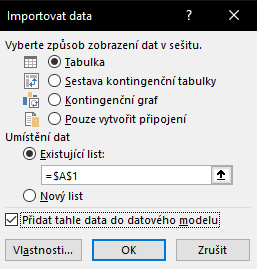 Importovat data
Vyberte způsob zobrazení dat v sešitu.
Tabulka
Sestava kontingenční tabulky
Kontingenční graf
Pouze vytvořit připojení
Umístění dat
Existující list:
=$A$1
Nový list
Přidat tahle data do datového modelu
Vlastnosti... OK Zrušit